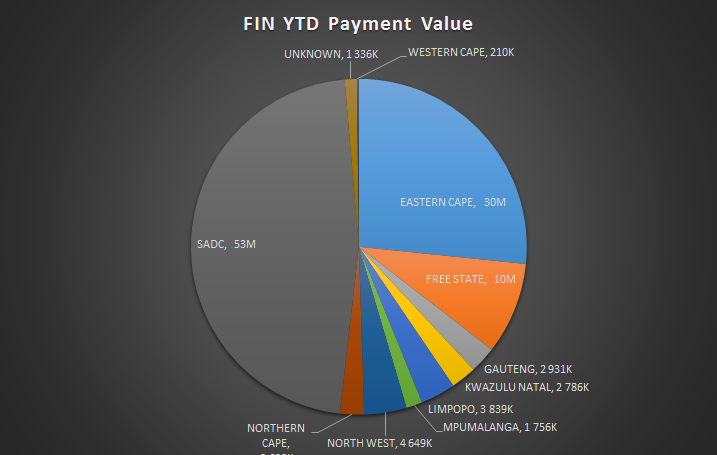 FIN YTD Payment Value
UNKNOWN, 1 336K
WESTERN CAPE, 210K
EASTERN CAPE, 30M
SADC, 53M
FREE STATE, 10M
GAUTENG, 2 931K
KWAZULU NATAL, 2 786K
LIMPOPO, 3 839K
MPUMALANGA, 1 756K
NORTHERN
CAPE,
NORTH WEST, 4 649K